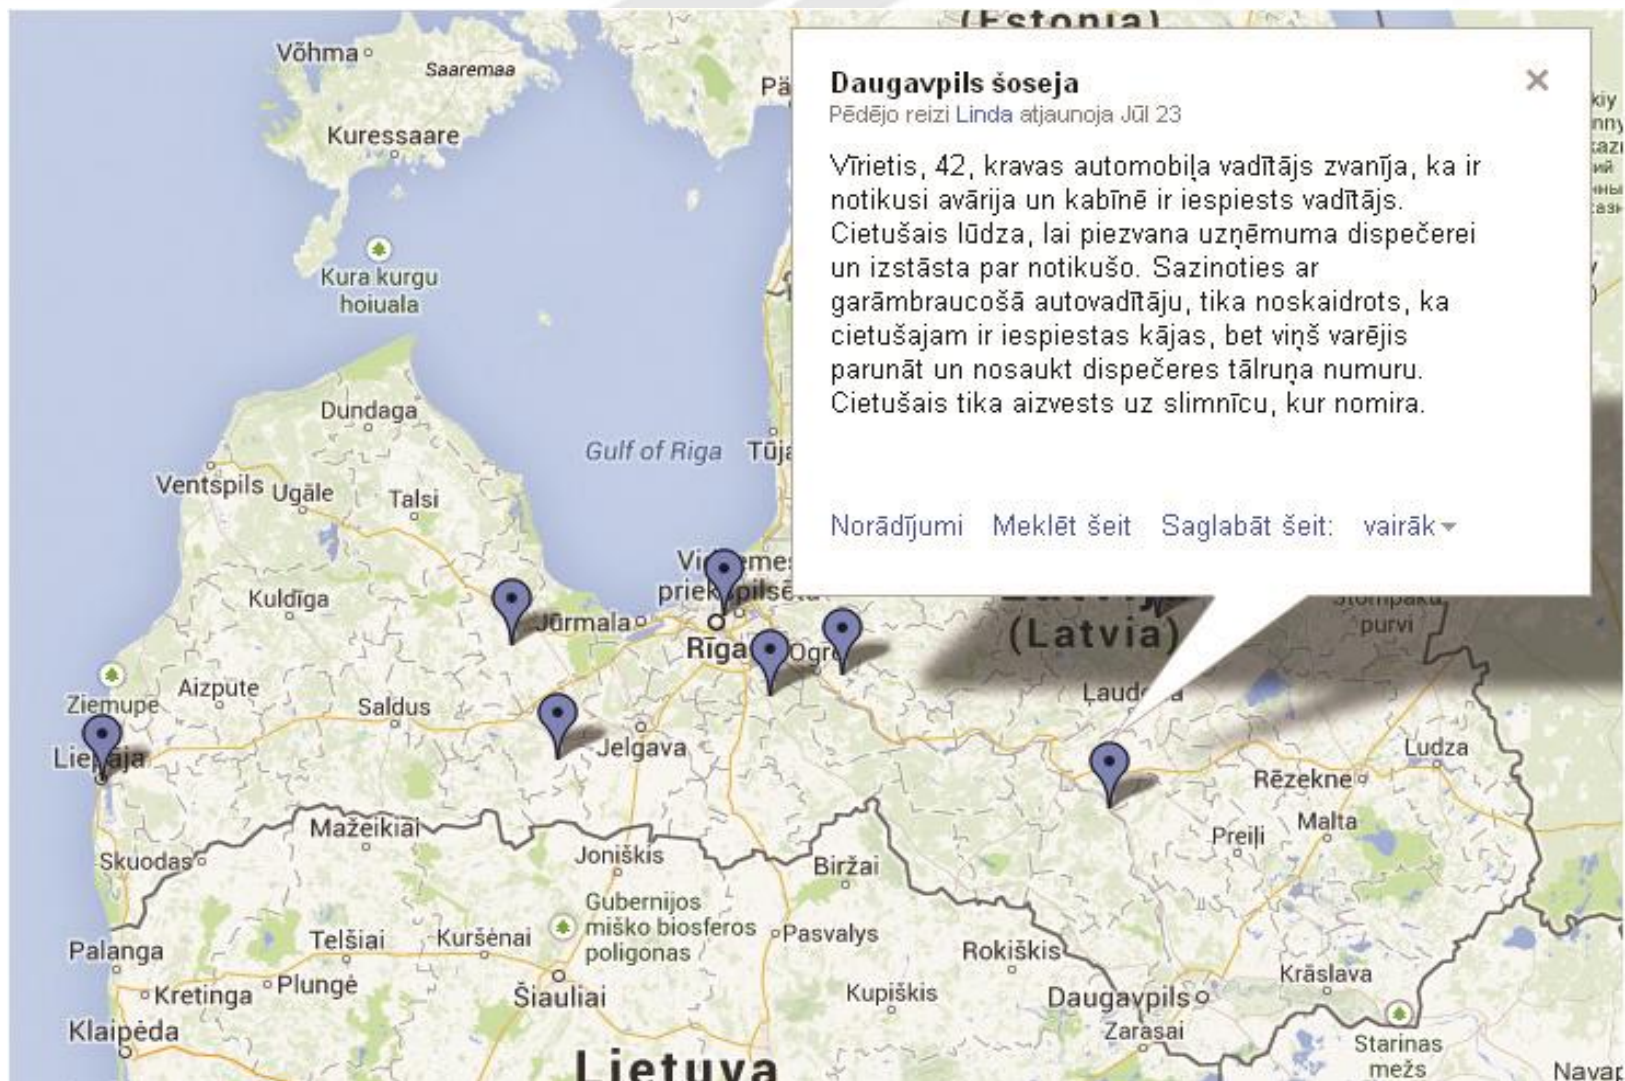 (Estonia)
Võhma
Saaremaa
Kuressaare
Kura kurgu
hoiuala
Daugavpils šoseja
Pēdējo reizi Linda atjaunoja Jūl 23
Vīrietis, 42, kravas automobiļa vadītājs zvanīja, ka ir
notikusi avārija un kabīnē ir iespiests vadītājs.
Cietušais lūdza, lai piezvana uzņēmuma dispečerei
un izstāsta par notikušo. Sazinoties ar
garāmbraucošā autovadītāju, tika noskaidrots, ka
cietušajam ir iespiestas kājas, bet viņš varējis
parunāt un nosaukt dispečeres tālruņa numuru.
Cietušais tika aizvests uz slimnīcu, kur nomira.
Norādījumi Meklēt šeit Saglabāt šeit: vairāk
Dundaga
Gulf of Riga
Tūja
Ventspils
Ugāle
Talsi
Kuldīga
Jūrmala
Rīga
Ogre
(Latvia)
purvi
Ziemupe
Aizpute
Saldus
Liepāja
Jelgava
Ludza
Rēzekne
Mažeikiai
Preiļi
Malta
Skuodas
Joniškis
Biržai
Gubernijos
miško biosferos
poligonas
Palanga
Telšiai
Kuršėnai
Pasvalys
Rokiškis
Kretinga
Plungė
Šiauliai
Kupiškis
Daugavpils
Krāslava
Klaipėda
Zarasai
Starinas
mežs
Lietuva